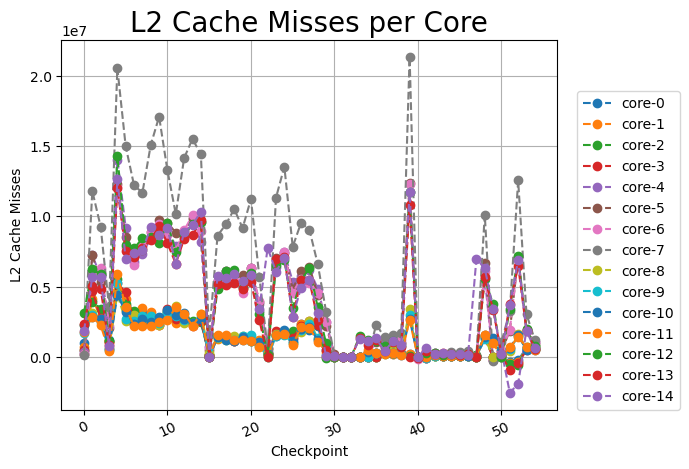 L2 Cache Misses per Core
1e7
2.0
1.5
1.0
0.5
0.0
L2 Cache Misses
0 10 20 30 40 50
Checkpoint
core-0
core-1
core-2
core-3
core-4
core-5
core-6
core-7
core-8
core-9
core-10
core-11
core-12
core-13
core-14